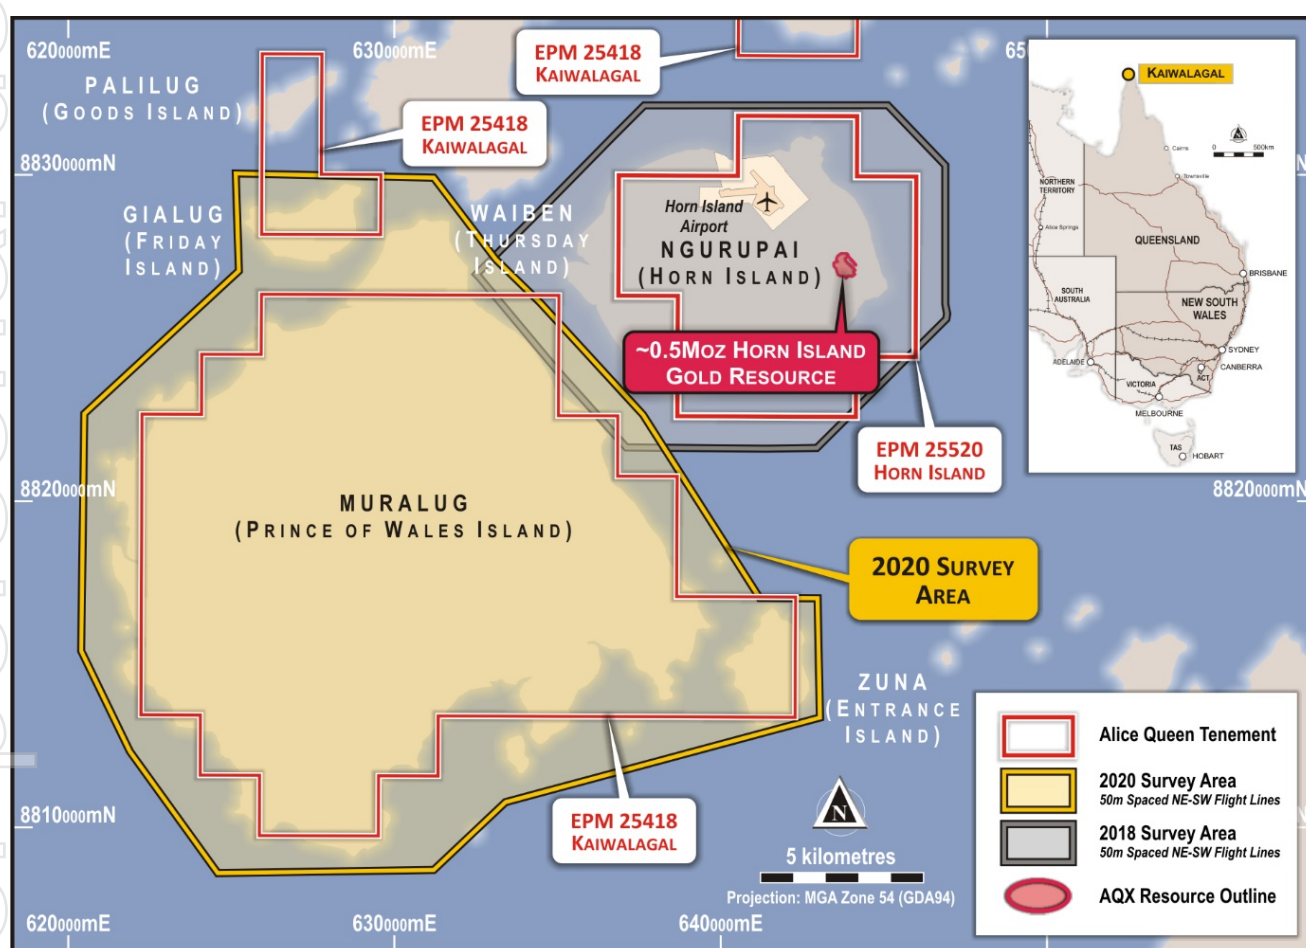 620000mE
630000mE
EPM 25418
KAIWALAGAL
PALILUG
(GOODS ISLAND)
EPM 25418
KAIWALAGAL
8830000mN
GIALUG
(FRIDAY
ISLAND)
WAIBEN
(THURSDAY
ISLAND)
Horn Island
Airport
NGURUPAI
(HORN ISLAND)
~0.5MOZ HORN ISLAND
GOLD RESOURCE
EPM 25520
HORN ISLAND
8820000mN
8820000mN
MURALUG
(PRINCE OF WALES ISLAND)
2020 SURVEY
AREA
ZUNA
(ENTRANCE
ISLAND)
EPM 25418
KAIWALAGAL
8810000mN
N
5 kilometres
Projection: MGA Zone 54 (GDA94)
620000mE
630000mE
640000mE
KAIWALAGAL
N
0 500km
Cairns
Townsville
NORTHERN
TERRITORY
Alice Springs
QUEENSLAND
BRISBANE
SOUTH
AUSTRALIA
NEW SOUTH
WALES
SYDNEY
ADELAIDE
CANBERRA
ACT
VICTORIA
MELBOURNE
TAS
HOBART
Alice Queen Tenement
2020 Survey Area
50m Spaced NE-SW Flight Lines
2018 Survey Area
50m Spaced NE-SW Flight Lines
AQX Resource Outline